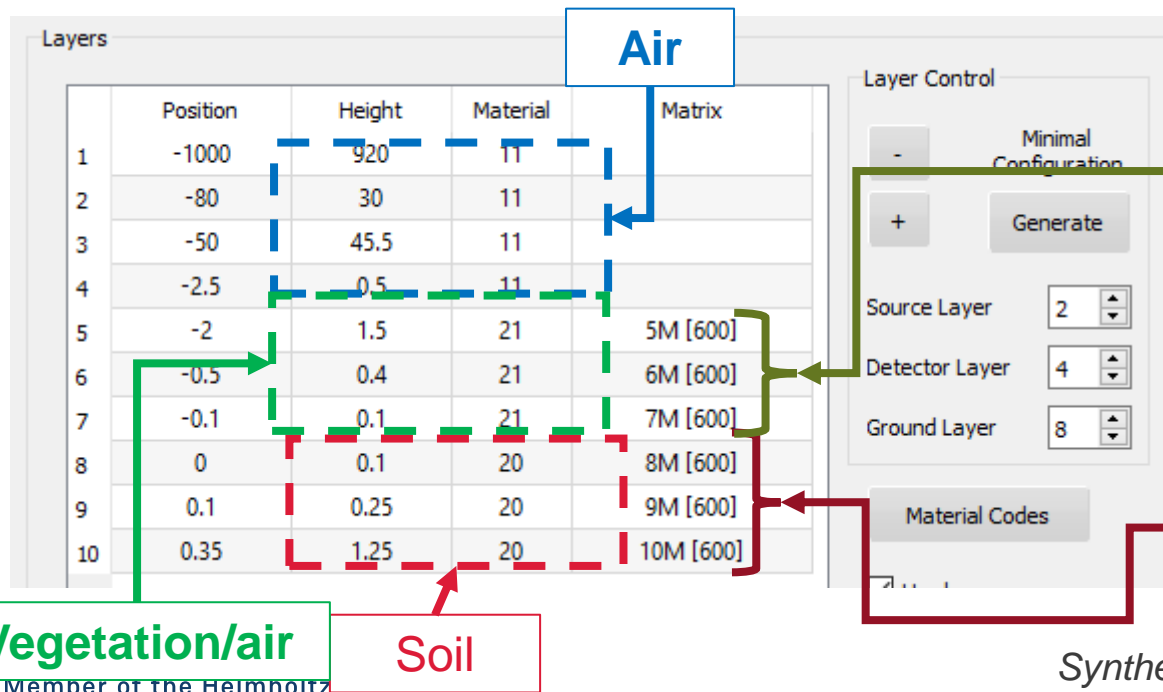 Air
Layers
Layer Control
Position Height Material Matrix
1 -1000 920 11
2 -80 30 11
3 -50 45.5 11
4 -2.5 0.5 11
5 -2 1.5 21 5M [600]
6 -0.5 0.4 21 6M [600]
7 -0.1 0.1 21 7M [600]
8 0 0.1 20 8M [600]
9 0.1 0.25 20 9M [600]
10 0.35 1.25 20 10M [600]
- Minimal
Configuration
+ Generate
Source Layer 2
Detector Layer 4
Ground Layer 8
Material Codes
Vegetation/air
Soil
Member of the Helmholtz
Synthe